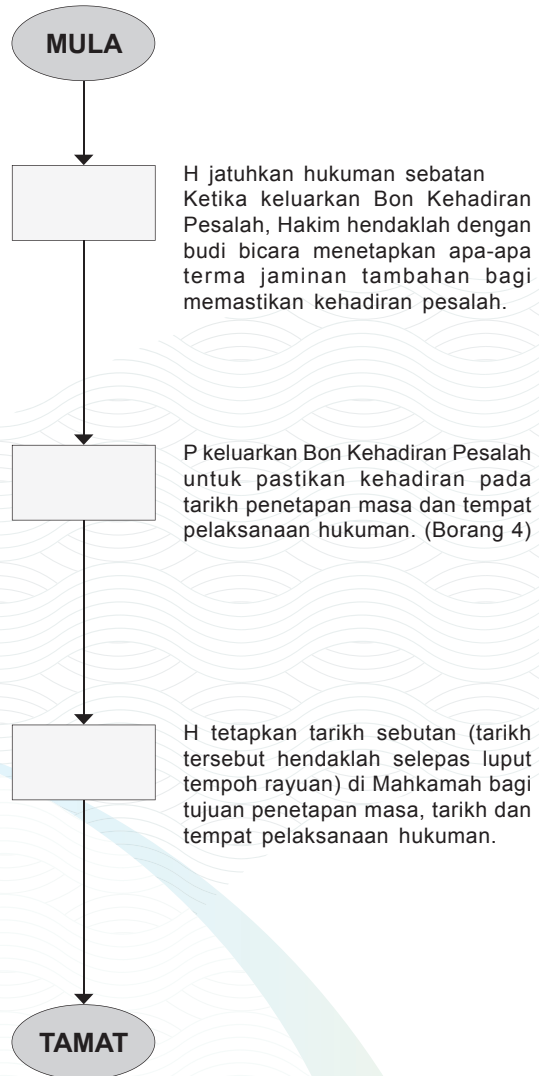 MULA
H jatuhkan hukuman sebatan
Ketika keluarkan Bon Kehadiran
Pesalah, Hakim hendaklah dengan
budi bicara menetapkan apa-apa
terma jaminan tambahan bagi
memastikan kehadiran pesalah.
P keluarkan Bon Kehadiran Pesalah
untuk pastikan kehadiran pada
tarikh penetapan masa dan tempat
pelaksanaan hukuman. (Borang 4)
H tetapkan tarikh sebutan (tarikh
tersebut hendaklah selepas luput
tempoh rayuan) di Mahkamah bagi
tujuan penetapan masa, tarikh dan
tempat pelaksanaan hukuman.
TAMAT